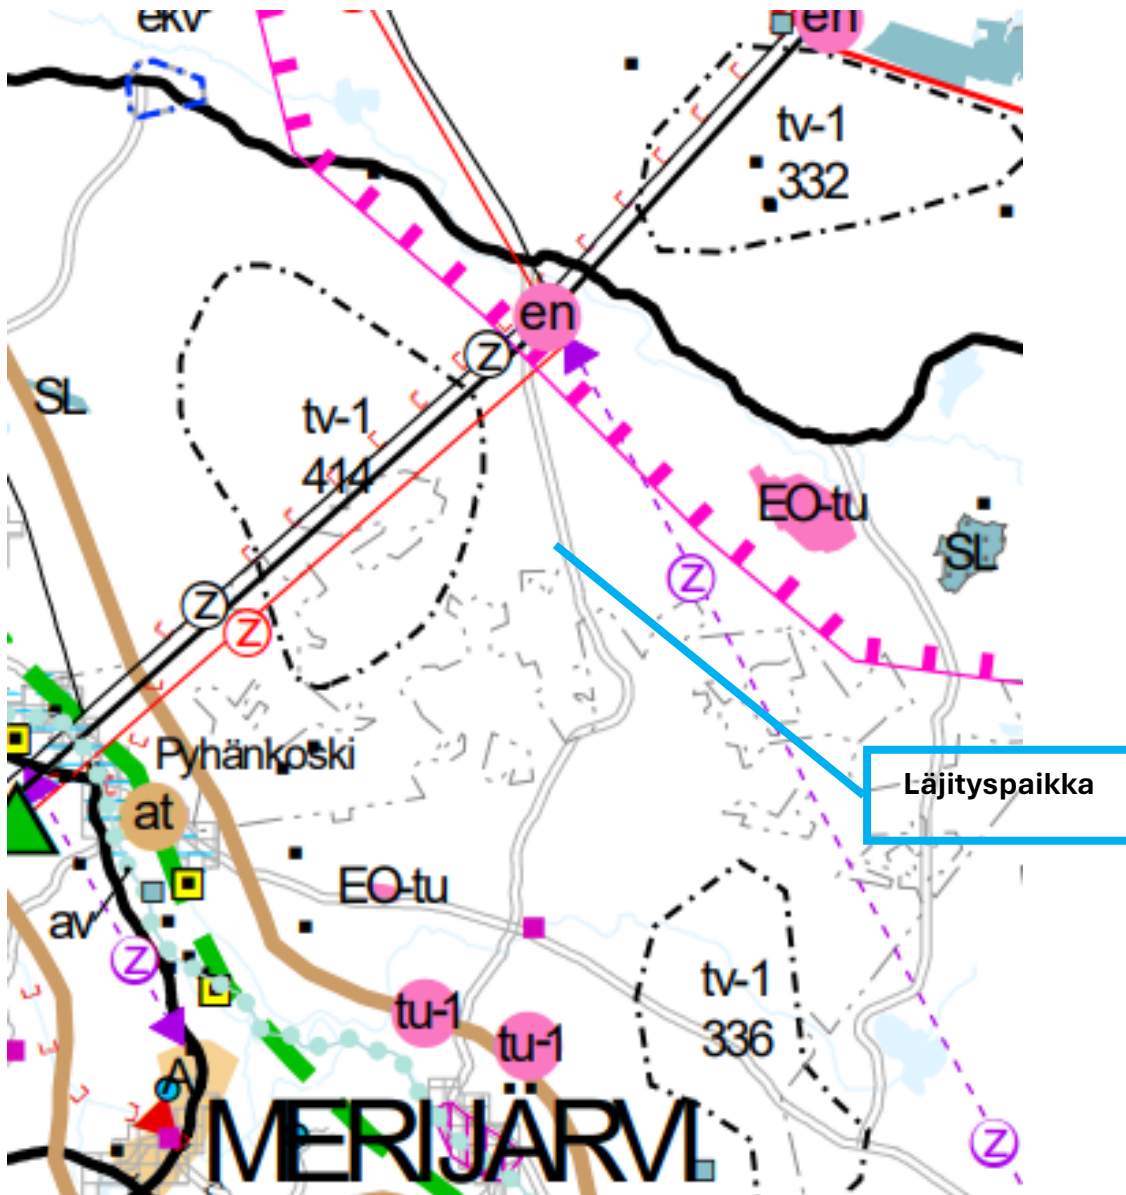 ekv
en
tv-1
332
en
z
SL
tv-1
414
EO-tu
SL
z
z
z
Pyhänkoski
Läjityspaikka
at
EO-tu
av
z
tv-1
336
tu-1
tu-1
A
MERIJÄRVI
z